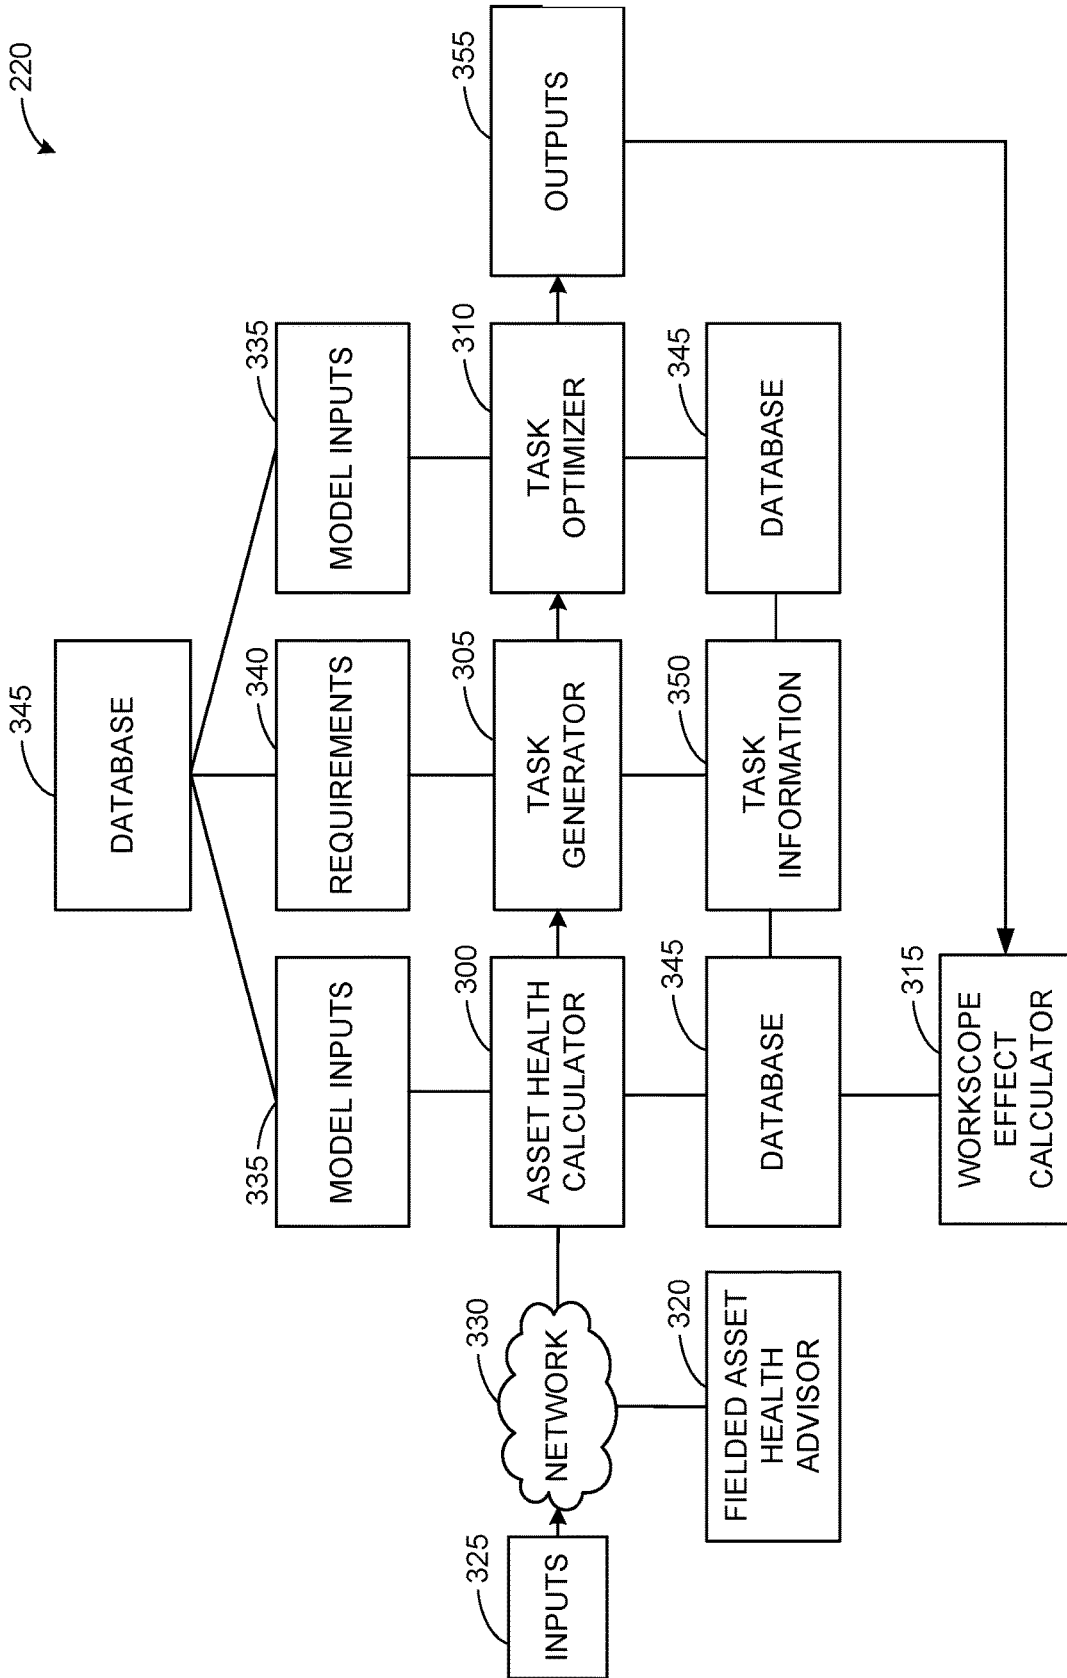 220
345
DATABASE
335
MODEL INPUTS
340
REQUIREMENTS
335
MODEL INPUTS
325
INPUTS
330
NETWORK
300
ASSET HEALTH
CALCULATOR
305
TASK
GENERATOR
310
TASK
OPTIMIZER
355
OUTPUTS
320
FIELDED ASSET
HEALTH
ADVISOR
345
DATABASE
350
TASK
INFORMATION
345
DATABASE
315
WORKSCOPE
EFFECT
CALCULATOR